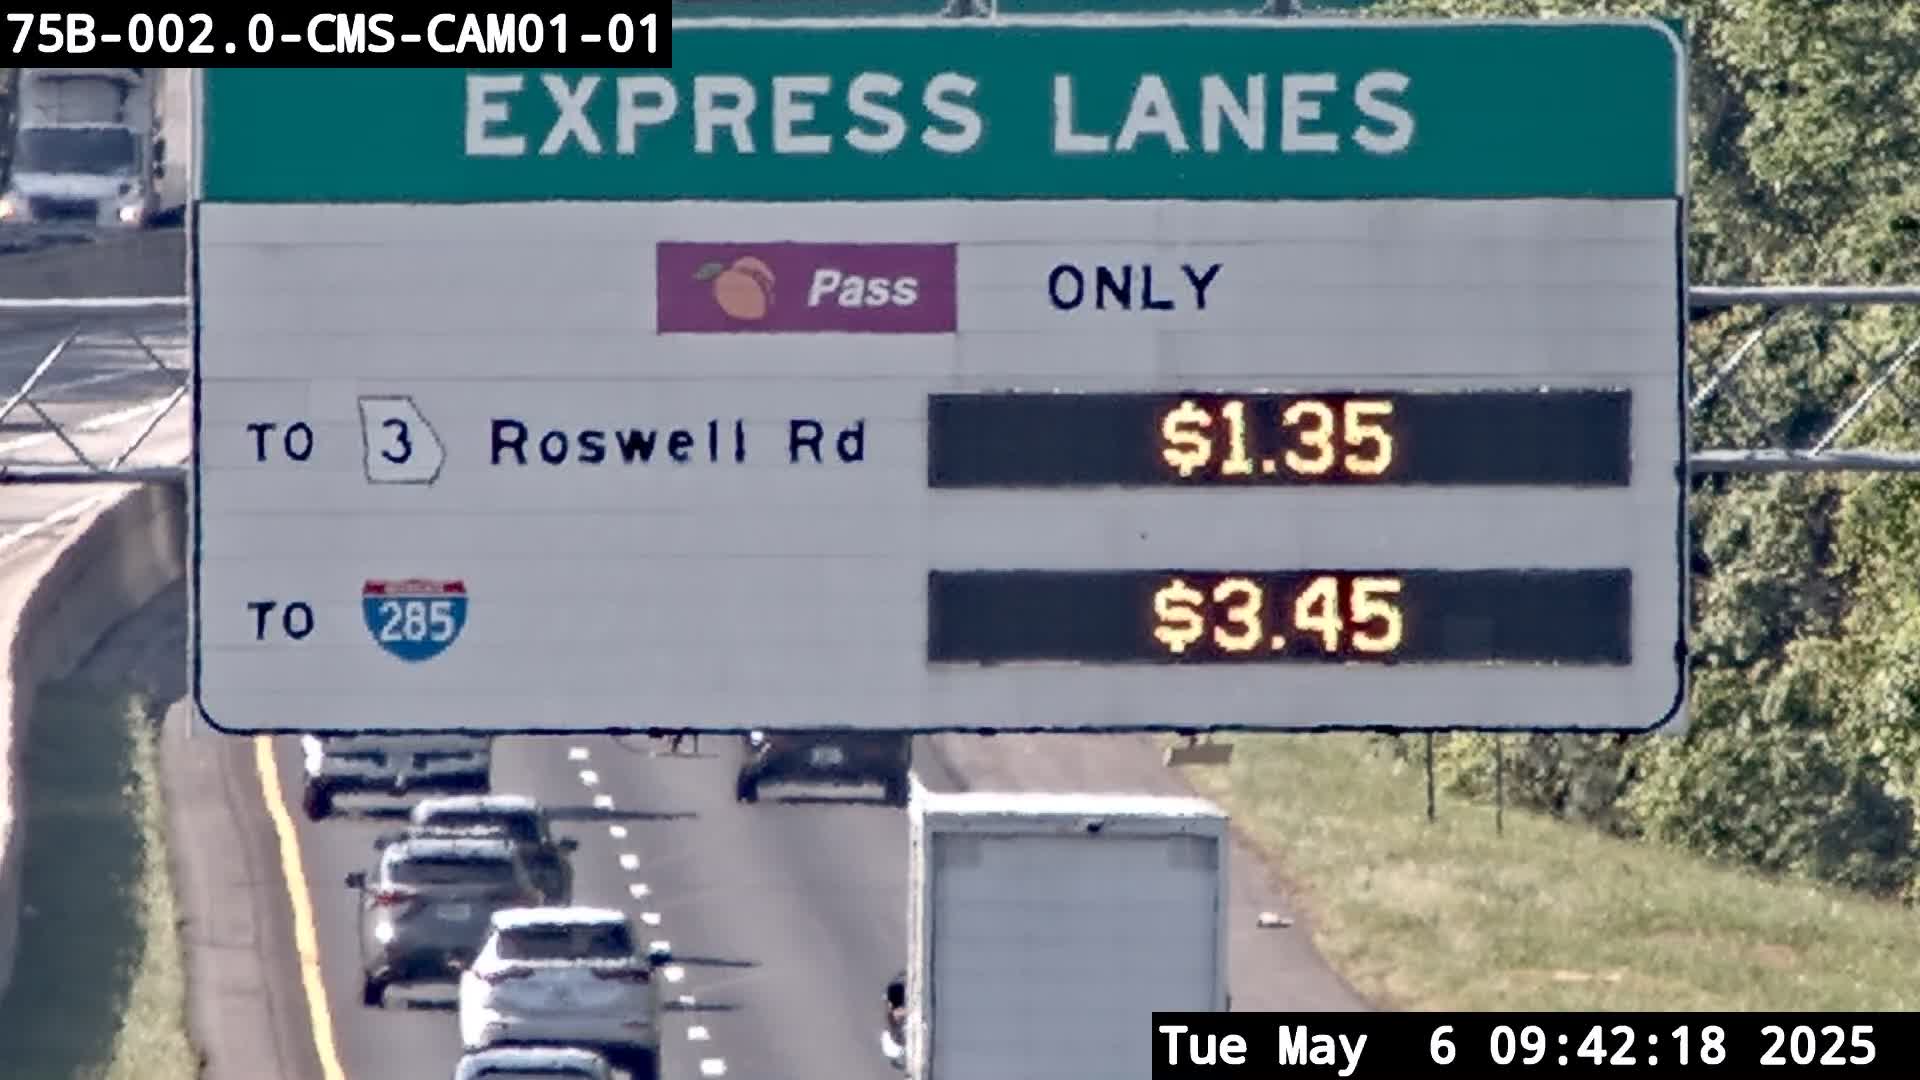 75B-002.0-CMS-CAM01-01
EXPRESS LANES
Pass ONLY
TO 3 Roswell Rd $1.35
TO 285 $3.45
Tue May 6 09:42:18 2025